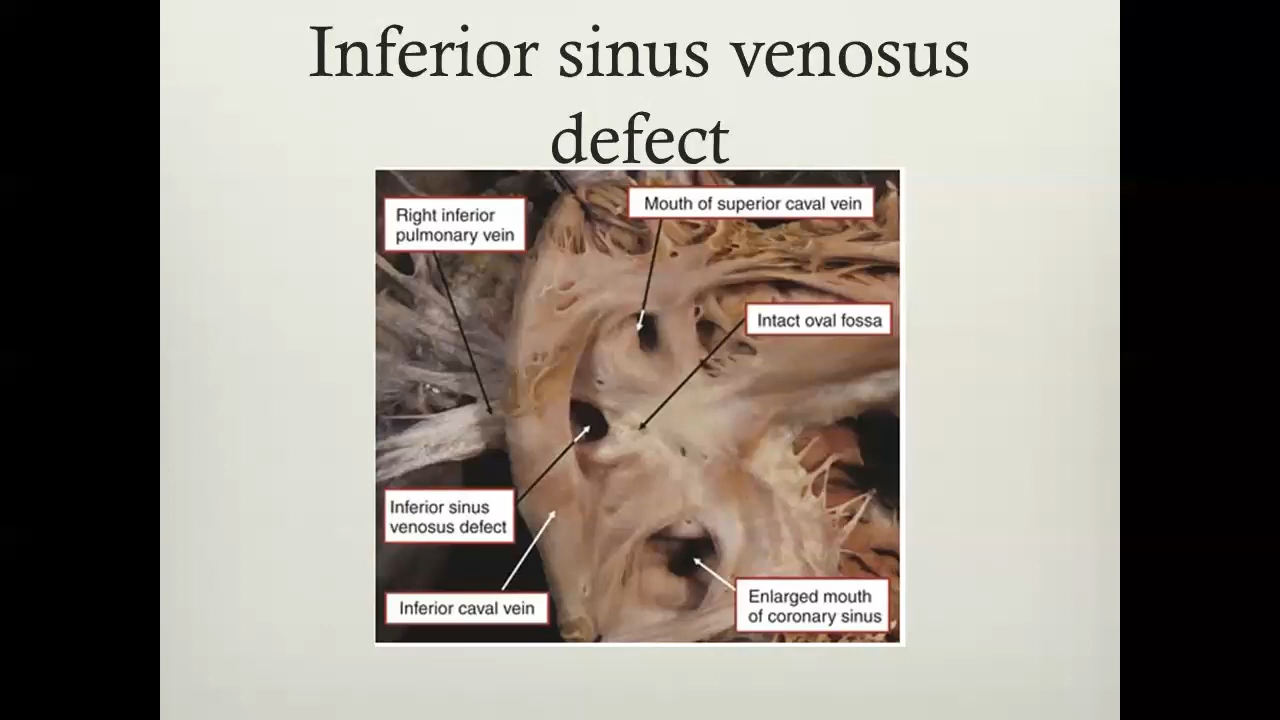 Inferior sinus venosus
defect
Right inferior
pulmonary vein
Mouth of superior caval vein
Intact oval fossa
Inferior sinus
venosus defect
Inferior caval vein
Enlarged mouth
of coronary sinus